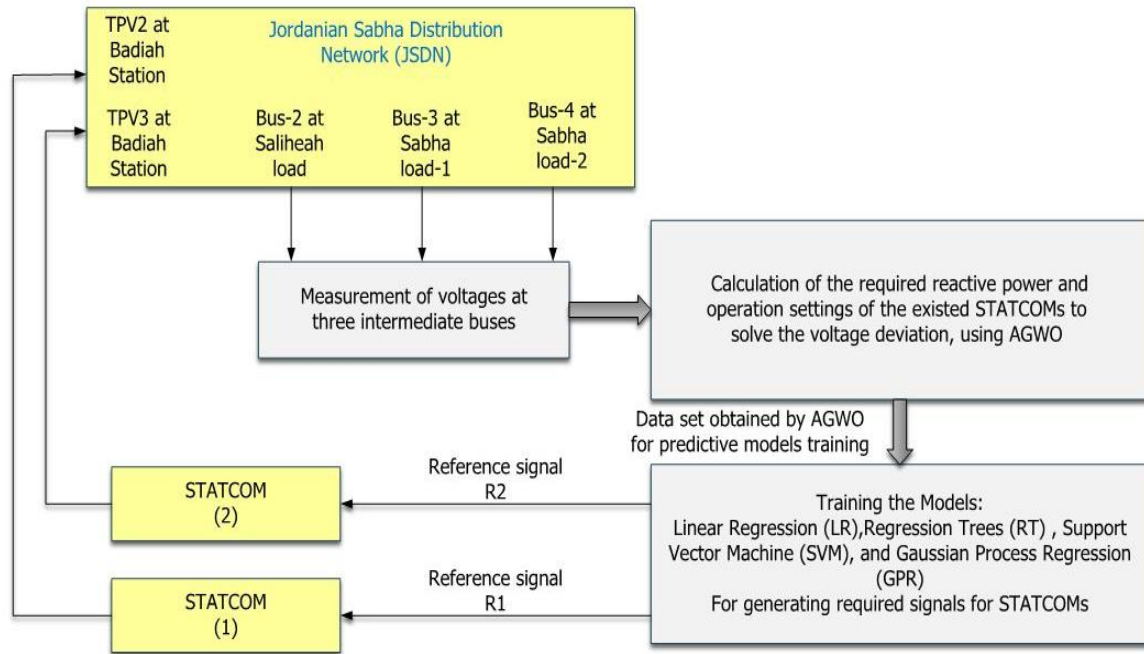 TPV2 at
Badiah
Station
Jordanian Sabha Distribution
Network (JSDN)
TPV3 at
Badiah
Station
Bus-2 at
Saliheah
load
Bus-3 at
Sabha
load-1
Bus-4 at
Sabha
load-2
Measurement of voltages at
three intermediate buses
Calculation of the required reactive power and
operation settings of the existed STATCOMs to
solve the voltage deviation, using AGWO
Data set obtained by AGWO
for predictive models training
Training the Models:
Linear Regression (LR),Regression Trees (RT) , Support
Vector Machine (SVM), and Gaussian Process Regression
(GPR)
For generating required signals for STATCOMs
Reference signal
R2
STATCOM
(2)
Reference signal
R1
STATCOM
(1)